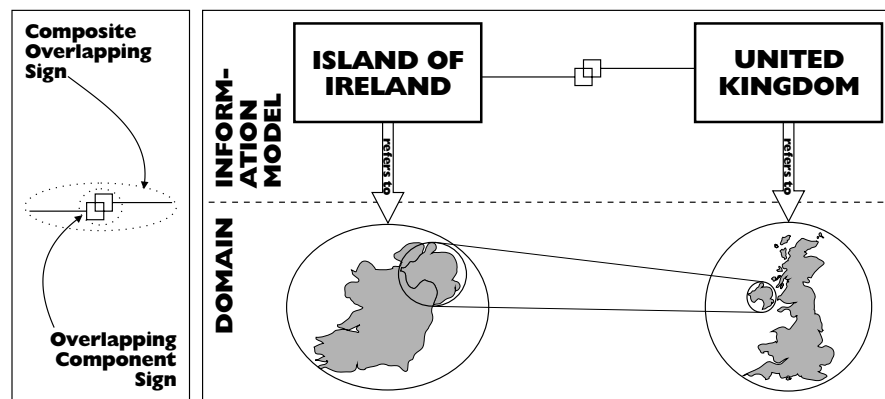 Composite
Overlapping
Sign
Overlapping
Component
Sign
INFORM-
ATION
MODEL
ISLAND OF
IRELAND
UNITED
KINGDOM
refers to
refers to
DOMAIN